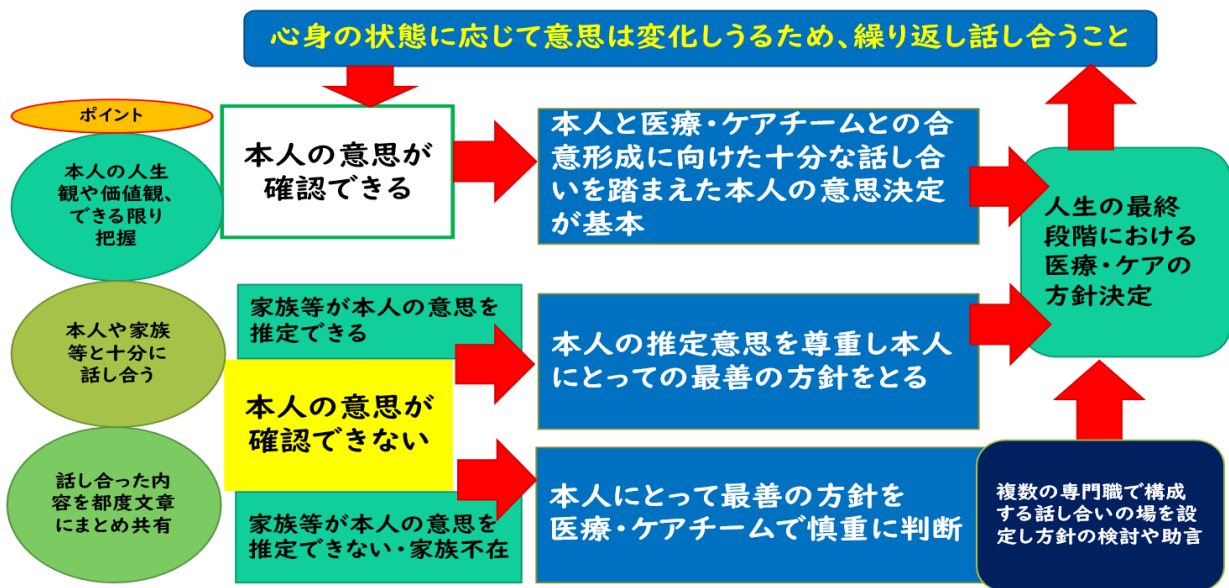 心身の状態に応じて意思は変化しうるため、繰り返し話し合うこと
ポイント
本人の人生
観や価値観、
できる限り
把握
本人や家族
等と十分に
話し合う
話し合った内
容を都度文章
にまとめ共有
本人の意思が
確認できる
本人と医療・ケアチームとの合
意形成に向けた十分な話し合
いを踏まえた本人の意思決定
が基本
家族等が本人の意思を
推定できる
本人の意思が
確認できない
家族等が本人の意思を
推定できない・家族不在
本人の推定意思を尊重し本人
にとっての最善の方針をとる
本人にとって最善の方針を
医療・ケアチームで慎重に判断
人生の最終
段階における
医療・ケアの
方針決定
複数の専門職で構成
する話し合いの場を設
定し方針の検討や助言